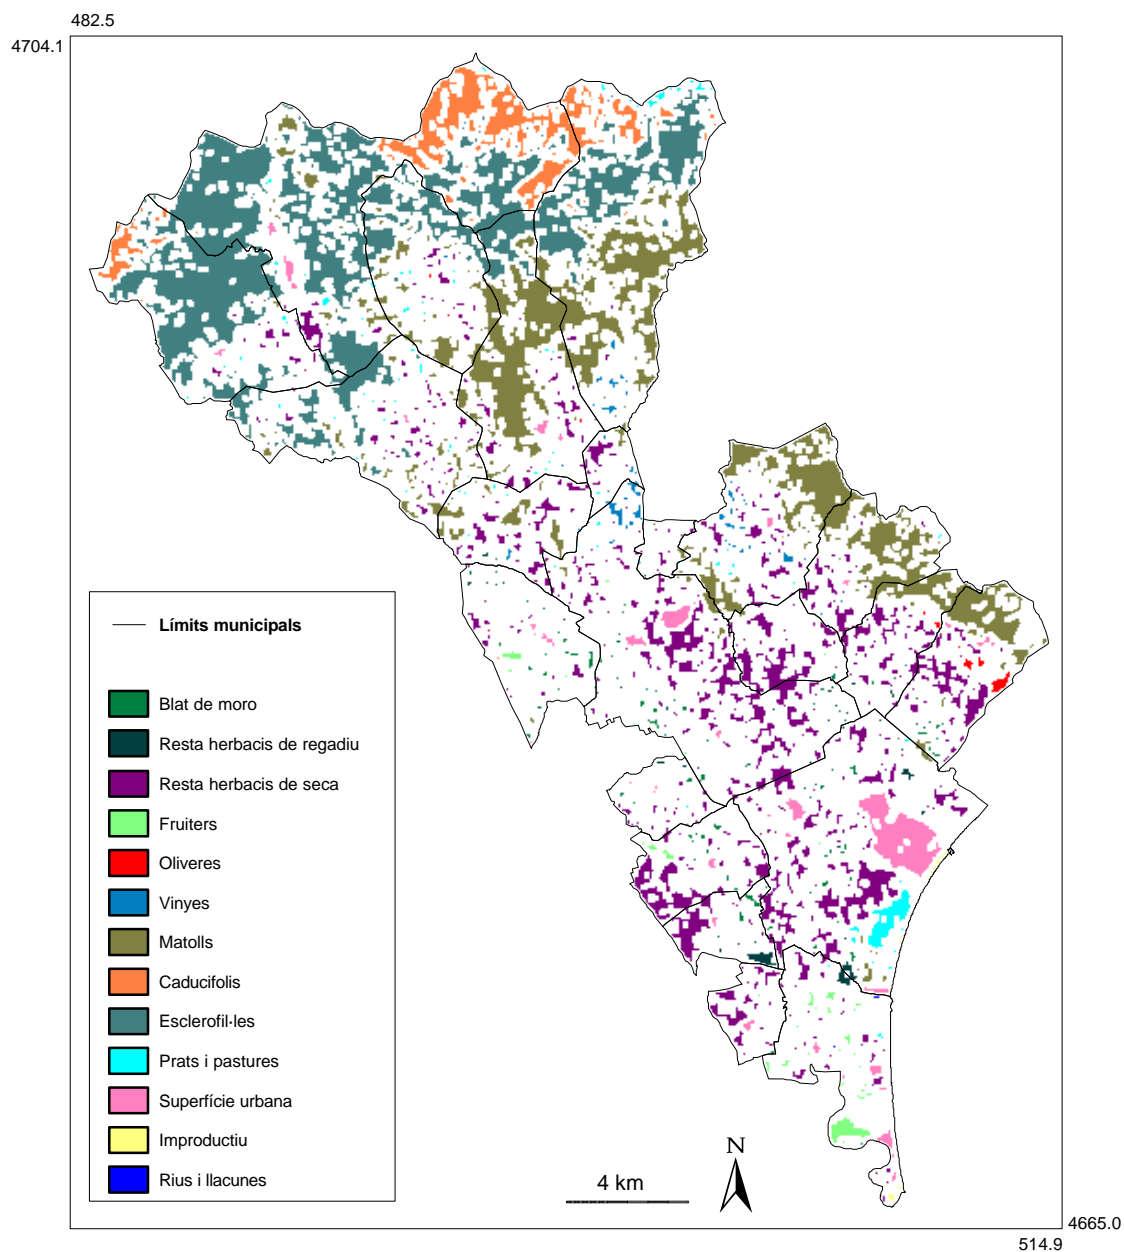 482.5
4704.1
Límits municipals
Blat de moro
Resta herbacis de regadiu
Resta herbacis de seca
Fruiters
Oliveres
Vinyes
Matolls
Caducifolis
Esclerofil·les
Prats i pastures
Superfície urbana
Improductiu
Rius i llacunes
4 km
N
4665.0
514.9